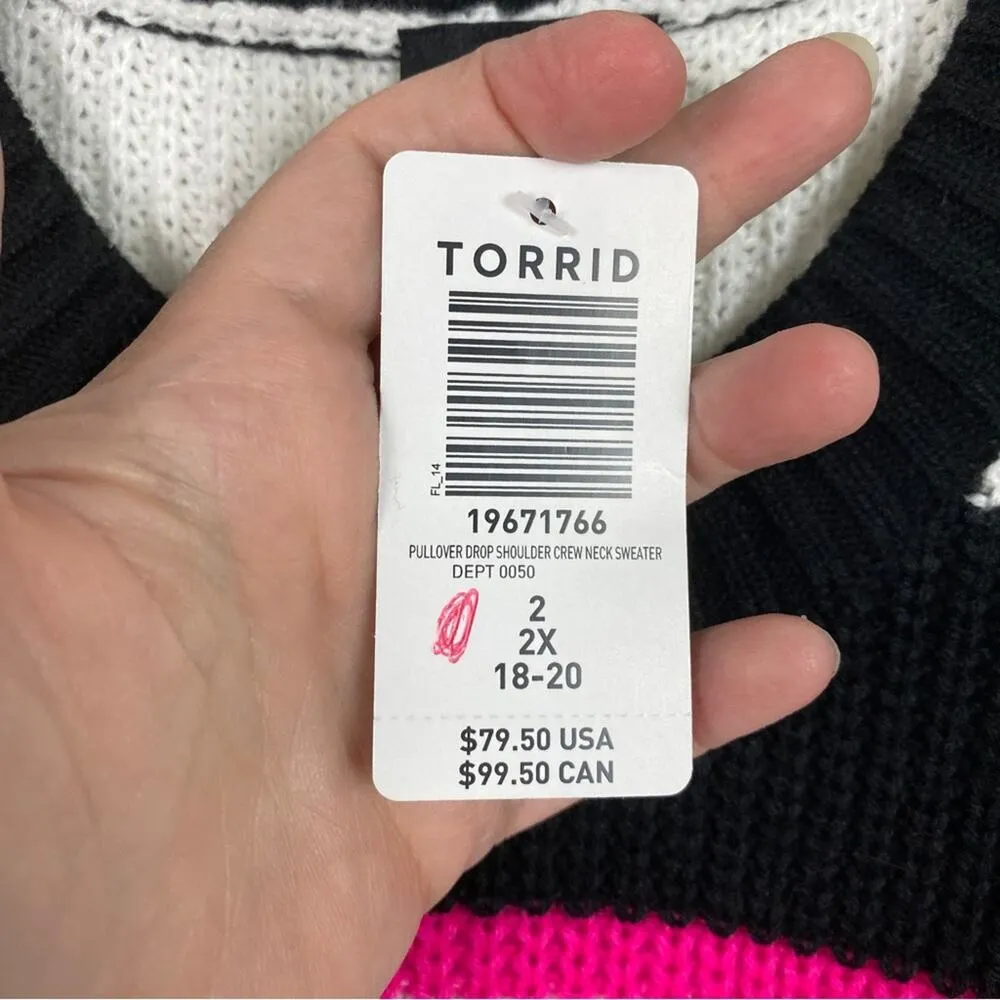 TORRID
FL_14
19671766
PULLOVER DROP SHOULDER CREW NECK SWEATER
DEPT 0050
2
2X
18-20
$79.50 USA
$99.50 CAN